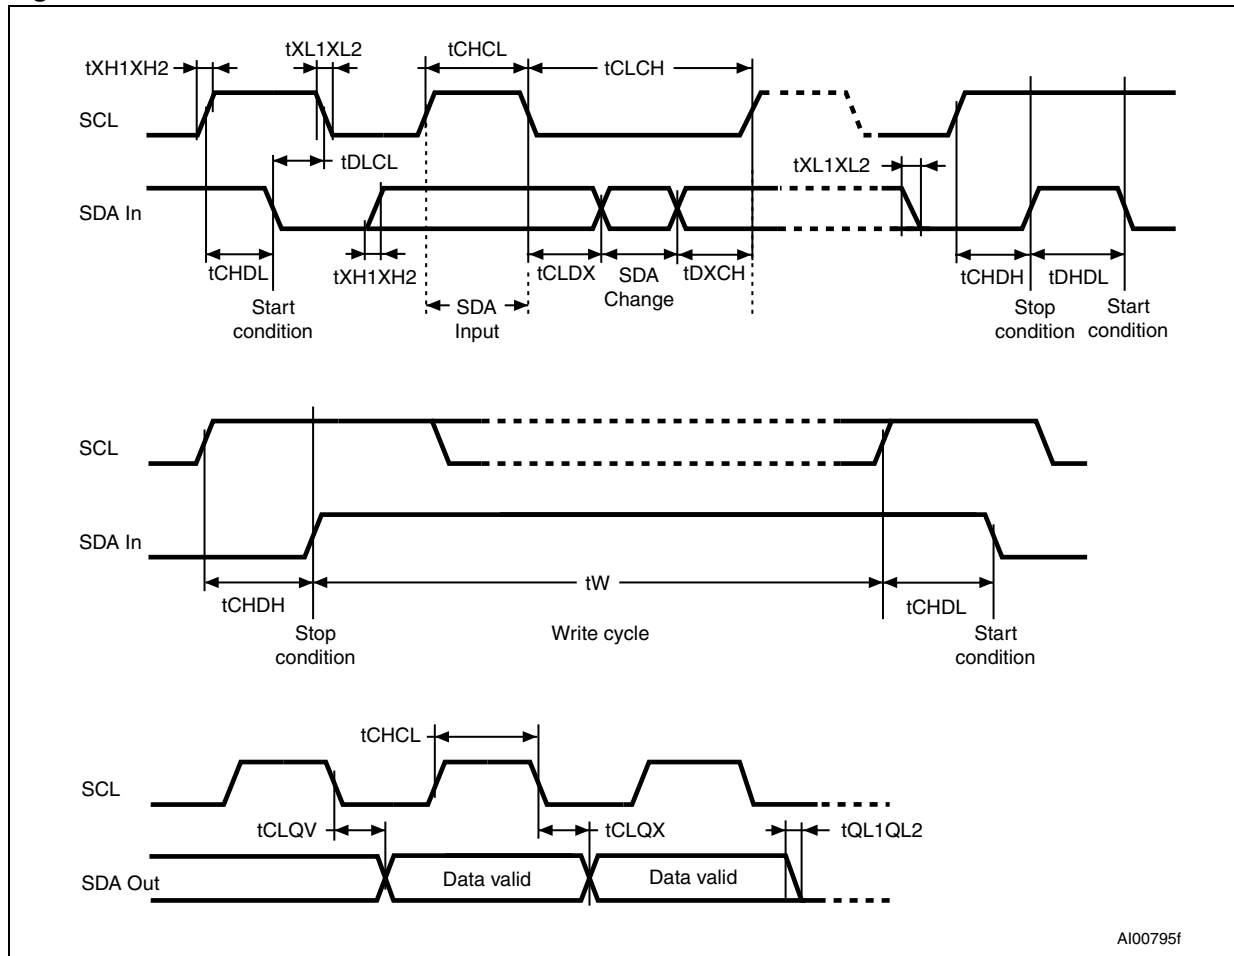 tXH1XH2
tXL1XL2
tCHCL
tCLCH
SCL
tDLCL
tXL1XL2
SDA In
tCHDL
tXH1XH2
tCLDX
SDA
Change
tDXCH
tCHDH
tDHDL
Start
condition
SDA
Input
Stop
condition
Start
condition
SCL
SDA In
tCHDH
tW
tCHDL
Stop
condition
Write cycle
Start
condition
tCHCL
SCL
tCLQV
tCLQX
tQL1QL2
SDA Out
Data valid
Data valid
AI00795f